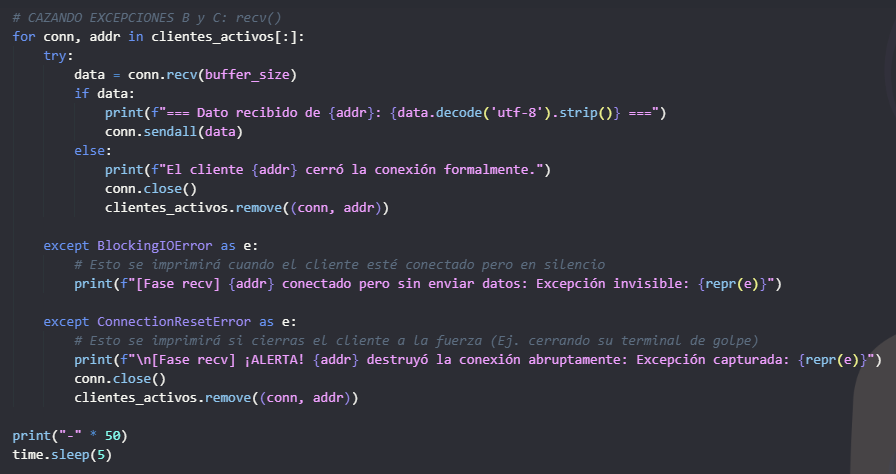 # CAZANDO EXCEPCIONES B y C: recv()
for conn, addr in clientes_activos[:]:
    try:
        data = conn.recv(buffer_size)
        if data:
            print(f"=== Dato recibido de {addr}: {data.decode('utf-8').strip()} ===")
            conn.sendall(data)
        else:
            print(f"El cliente {addr} cerró la conexión formalmente.")
            conn.close()
            clientes_activos.remove((conn, addr))

    except BlockingIOError as e:
        # Esto se imprimirá cuando el cliente esté conectado pero en silencio
        print(f"[Fase recv] {addr} conectado pero sin enviar datos: Excepción invisible: {repr(e)}")

    except ConnectionResetError as e:
        # Esto se imprimirá si cierras el cliente a la fuerza (Ej. cerrando su terminal de golpe)
        print(f"\n[Fase recv] ¡ALERTA! {addr} destruyó la conexión abruptamente: Excepción capturada: {repr(e)}")
        conn.close()
        clientes_activos.remove((conn, addr))

print("-" * 50)
time.sleep(5)